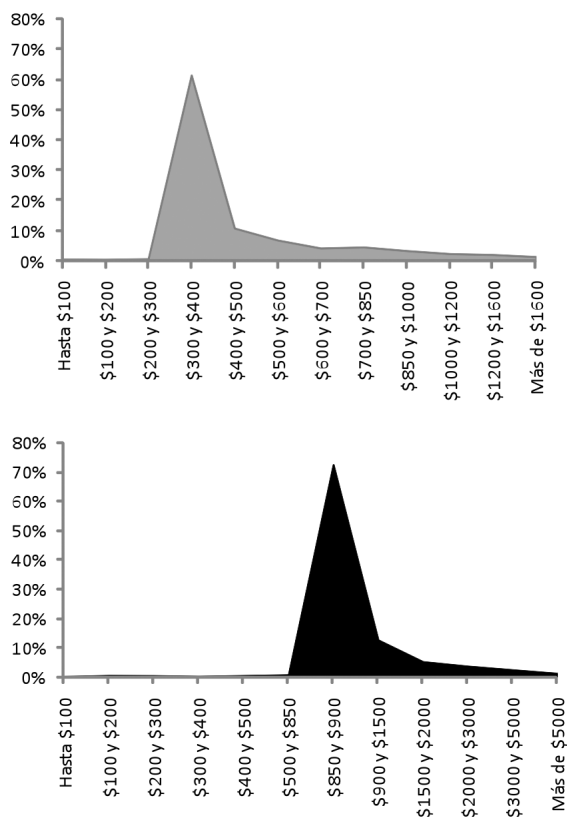 80%
70%
60%
50%
40%
30%
20%
10%
0%
Hasta $100
$100 y $200
$200 y $300
$300 y $400
$400 y $500
$500 y $600
$600 y $700
$700 y $850
$850 y $1000
$1000 y $1200
$1200 y $1600
Más de $1600
80%
70%
60%
50%
40%
30%
20%
10%
0%
Hasta $100
$100 y $200
$200 y $300
$300 y $400
$400 y $500
$500 y $850
$850 y $900
$900 y $1500
$1500 y $2000
$2000 y $3000
$3000 y $5000
Más de $5000